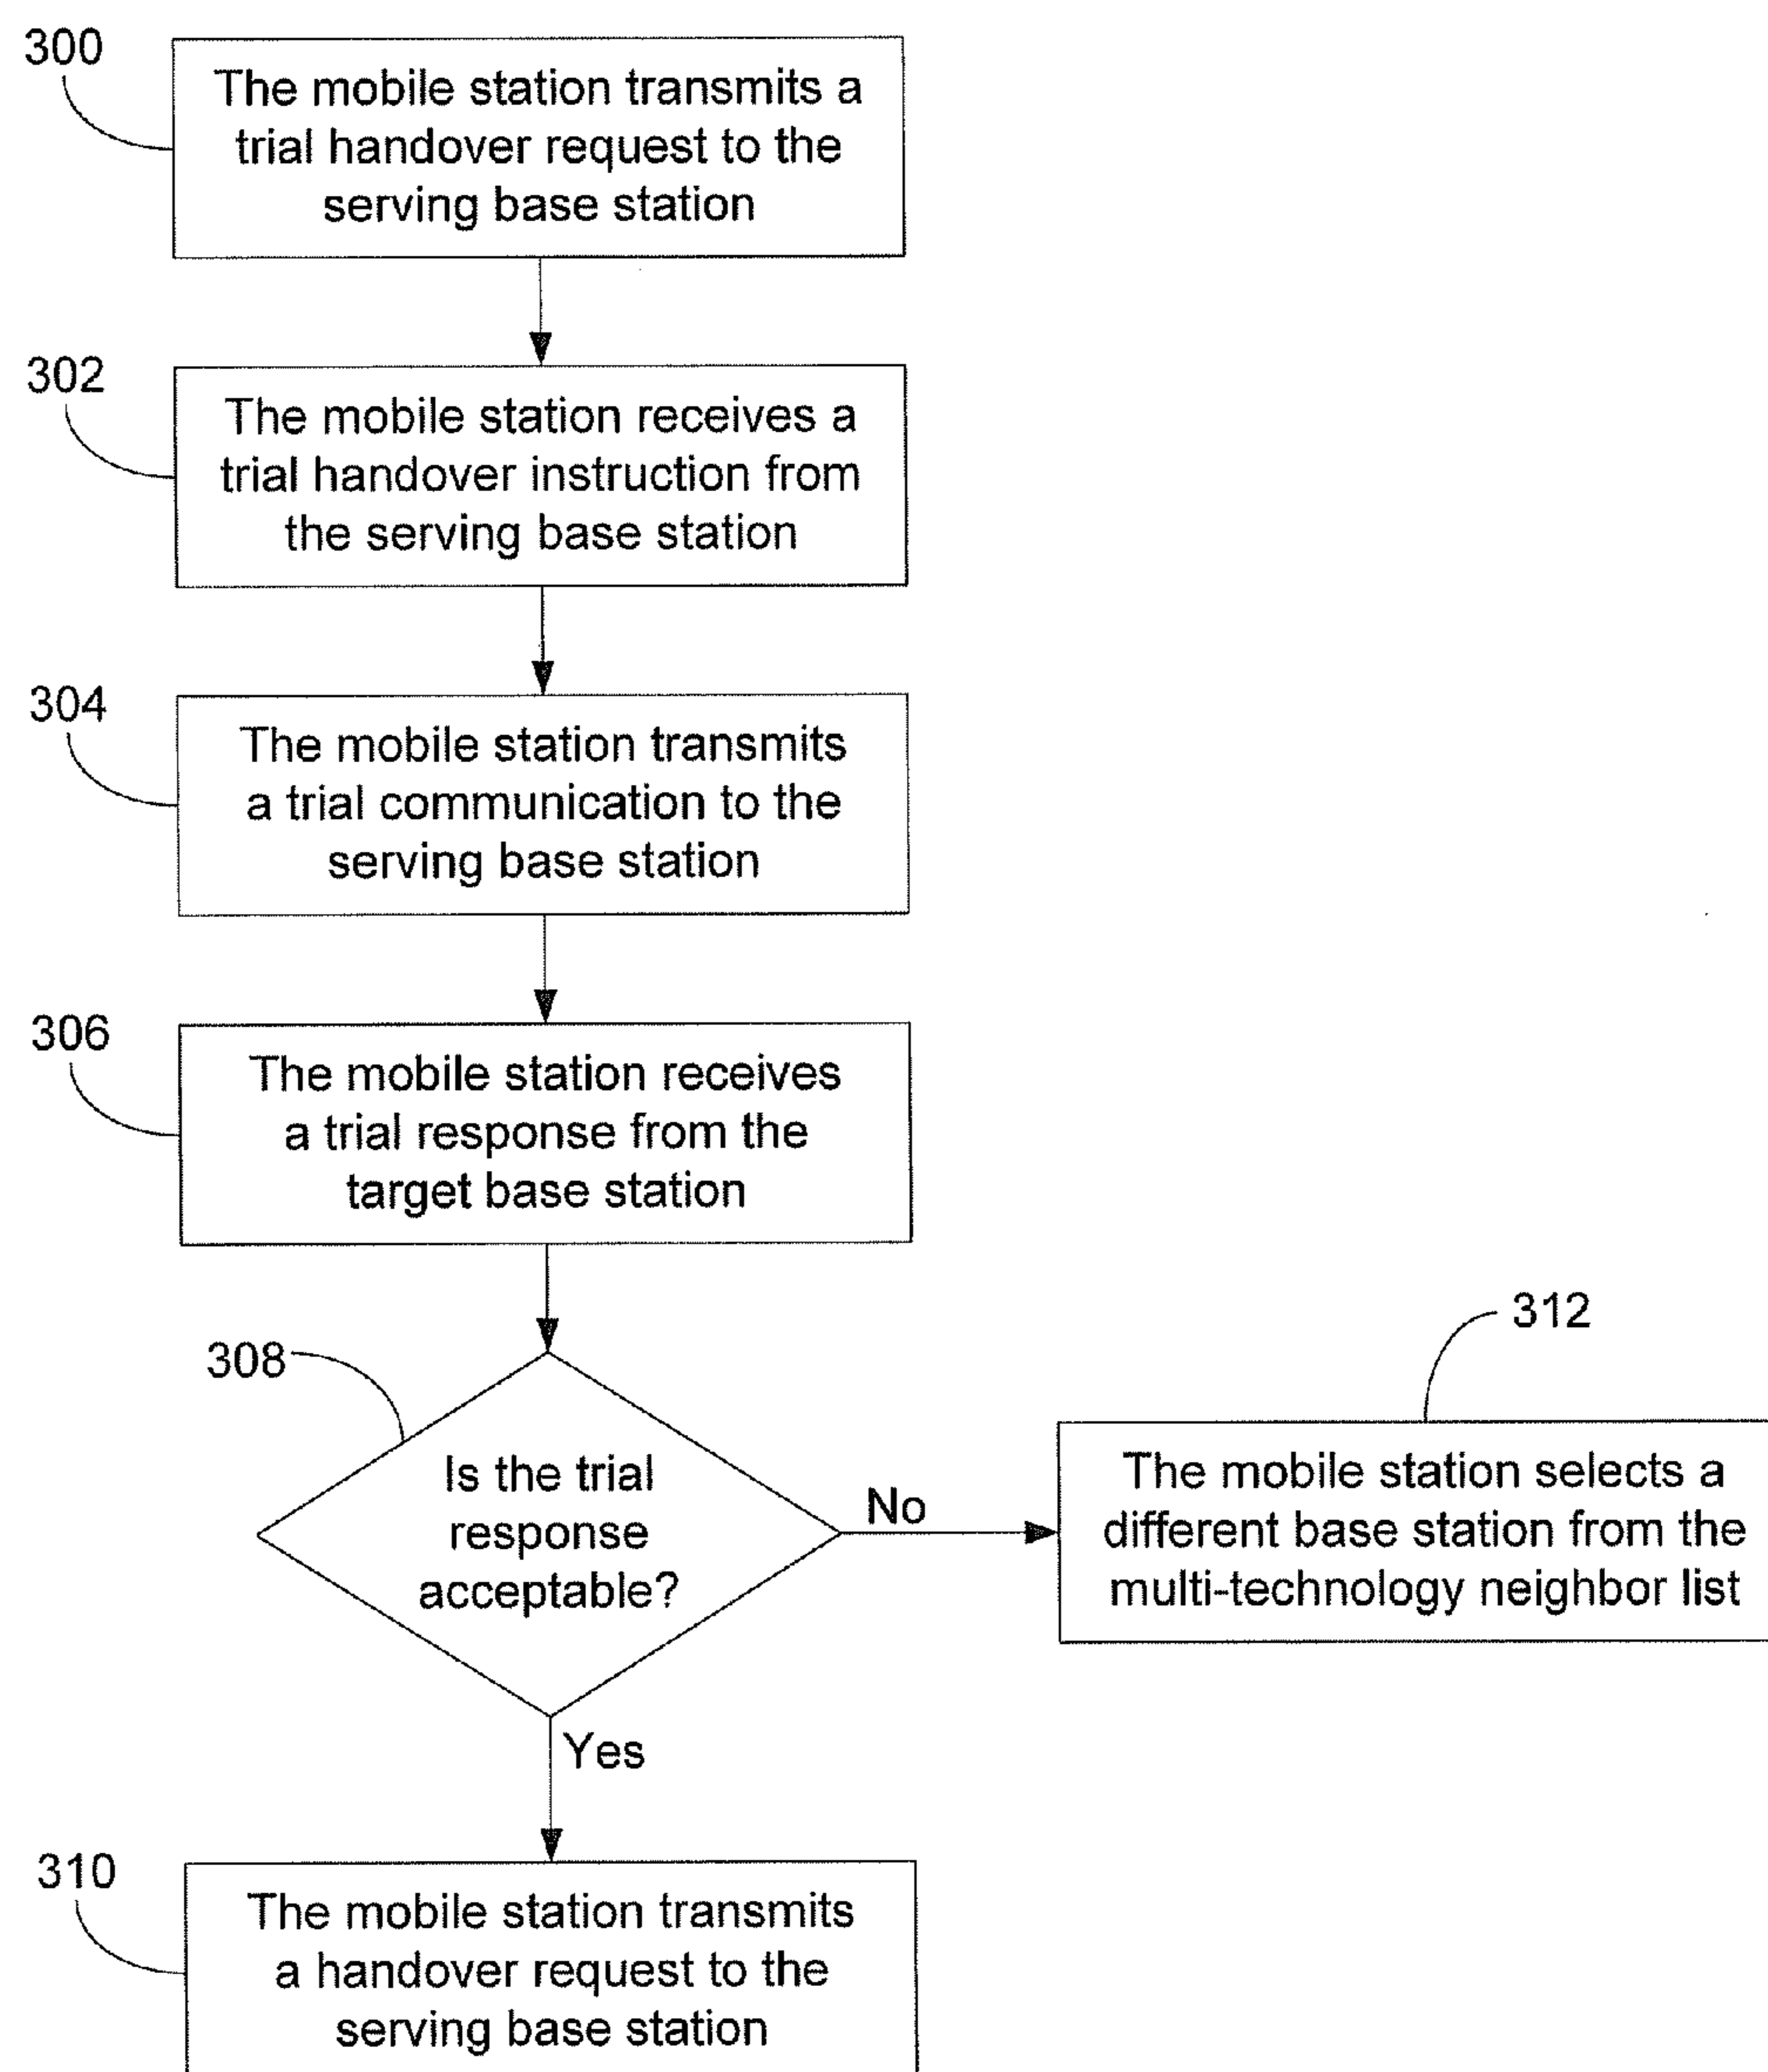 300
The mobile station transmits a
trial handover request to the
serving base station
302
The mobile station receives a
trial handover instruction from
the serving base station
304
The mobile station transmits
a trial communication to the
serving base station
306
The mobile station receives
a trial response from the
target base station
308
Is the trial
response
acceptable?
No
312
The mobile station selects a
different base station from the
multi-technology neighbor list
Yes
310
The mobile station transmits
a handover request to the
serving base station